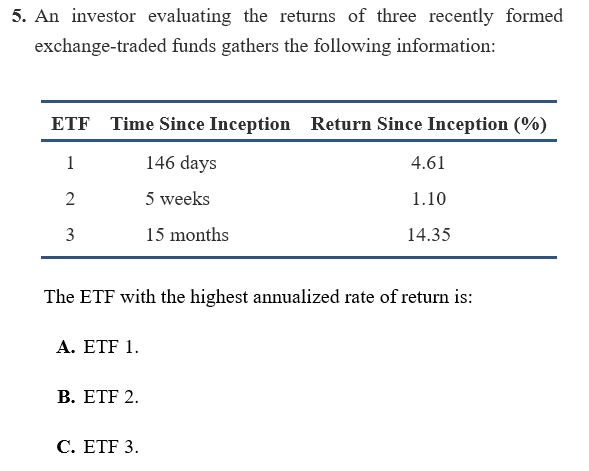 5. An investor evaluating the returns of three recently formed
exchange-traded funds gathers the following information:
ETF Time Since Inception Return Since Inception (%)
1 146 days 4.61
2 5 weeks 1.10
3 15 months 14.35
The ETF with the highest annualized rate of return is:
A. ETF 1.
B. ETF 2.
C. ETF 3.